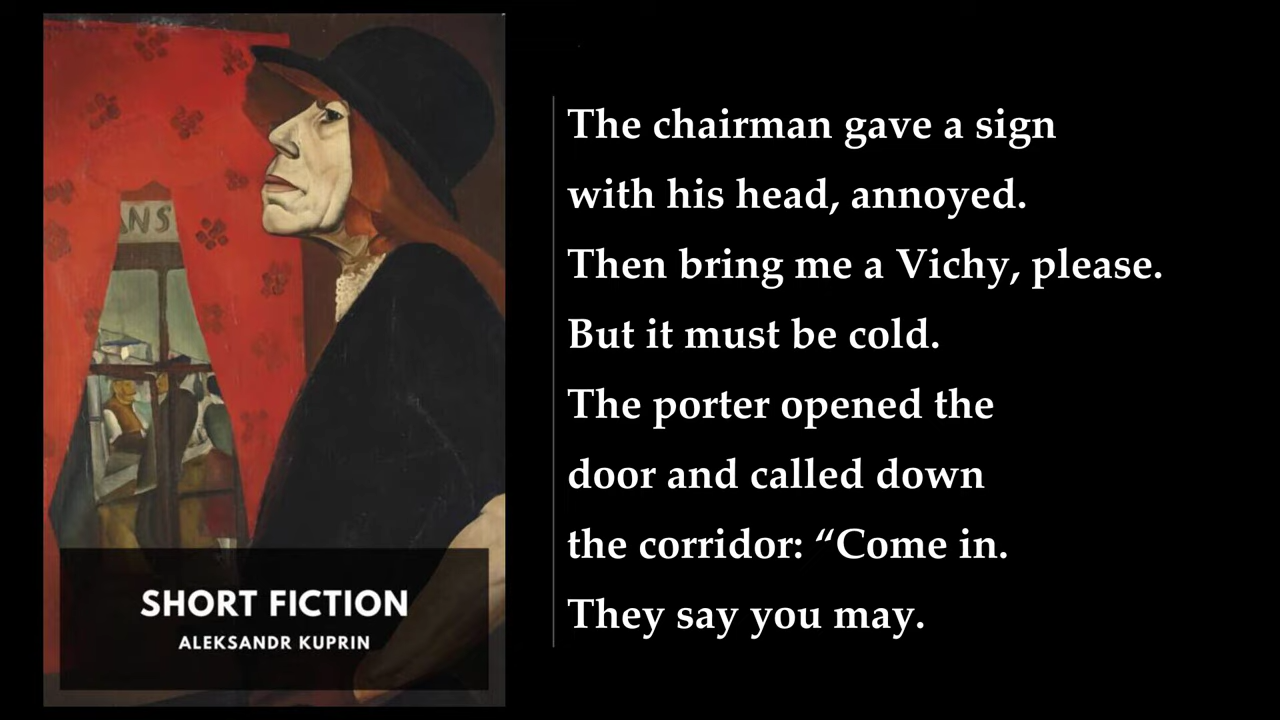 ANS
SHORT FICTION
ALEKSANDR KUPRIN
The chairman gave a sign
with his head, annoyed.
Then bring me a Vichy, please.
But it must be cold.
The porter opened the
door and called down
the corridor: “Come in.
They say you may.